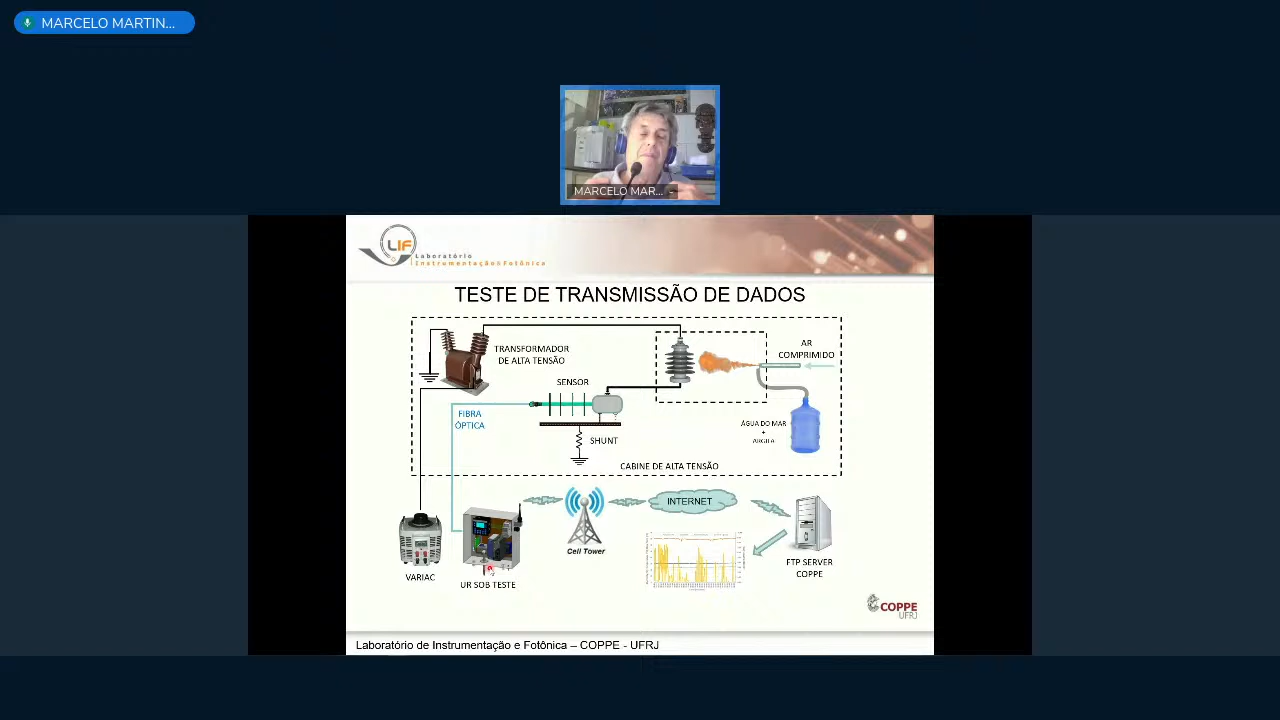 MARCELO MARTIN...
MARCELO MAR...
LIF
Laboratório
Instrumentação e Fotônica
TESTE DE TRANSMISSÃO DE DADOS
TRANSFORMADOR
DE ALTA TENSÃO
AR
COMPRIMIDO
SENSOR
FIBRA
ÓPTICA
SHUNT
ÁGUA DO MAR
+
ARGILA
CABINE DE ALTA TENSÃO
INTERNET
Cell Tower
FTP SERVER
COPPE
VARIAC
UR SOB TESTE
COPPE
UFRJ
Laboratório de Instrumentação e Fotônica – COPPE - UFRJ